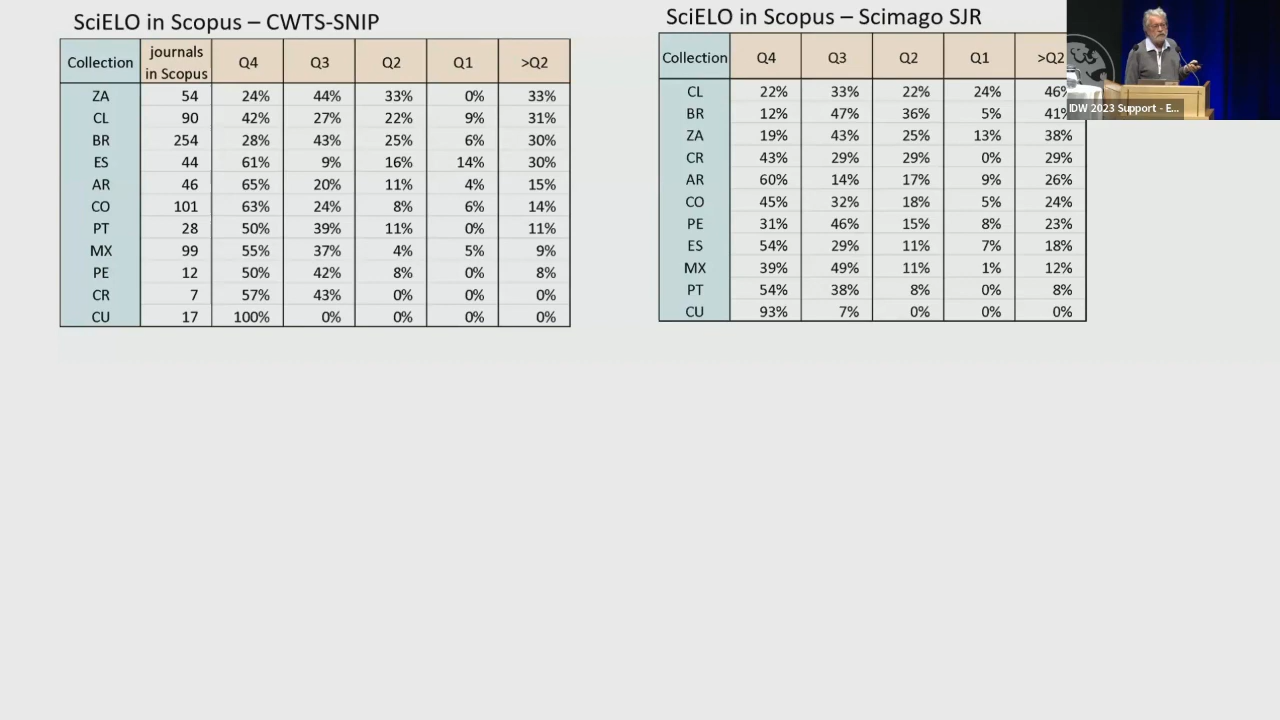 SciELO in Scopus – CWTS-SNIP
Collection journals in Scopus Q4 Q3 Q2 Q1 >Q2
ZA 54 24% 44% 33% 0% 33%
CL 90 42% 27% 22% 9% 31%
BR 254 28% 43% 25% 6% 30%
ES 44 61% 9% 16% 14% 30%
AR 46 65% 20% 11% 4% 15%
CO 101 63% 24% 8% 6% 14%
PT 28 50% 39% 11% 0% 11%
MX 99 55% 37% 4% 5% 9%
PE 12 50% 42% 8% 0% 8%
CR 7 57% 43% 0% 0% 0%
CU 17 100% 0% 0% 0% 0%
SciELO in Scopus – Scimago SJR
Collection Q4 Q3 Q2 Q1 >Q2
CL 22% 33% 22% 24% 46%
BR 12% 47% 36% 5% 41%
ZA 19% 43% 25% 13% 38%
CR 43% 29% 29% 0% 29%
AR 60% 14% 17% 9% 26%
CO 45% 32% 18% 5% 24%
PE 31% 46% 15% 8% 23%
ES 54% 29% 11% 7% 18%
MX 39% 49% 11% 1% 12%
PT 54% 38% 8% 0% 8%
CU 93% 7% 0% 0% 0%
IDW 2023 Support - E...